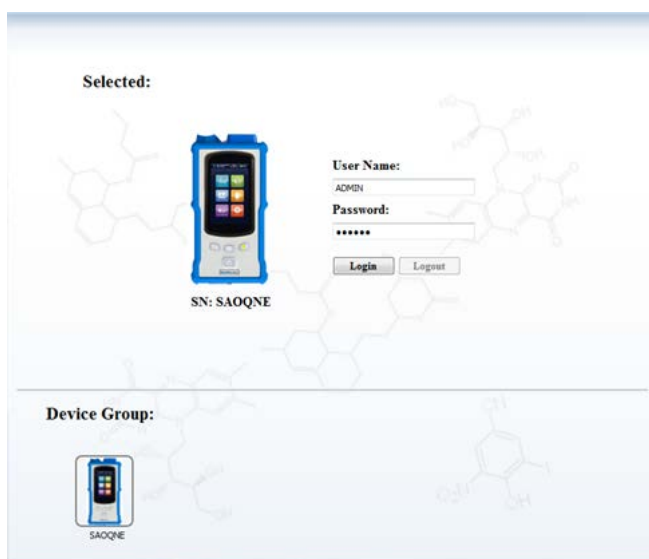 Selected:
User Name:
ADMIN
Password:
••••••
Login Logout
SN: SAOQNE
Device Group:
SAOQNE